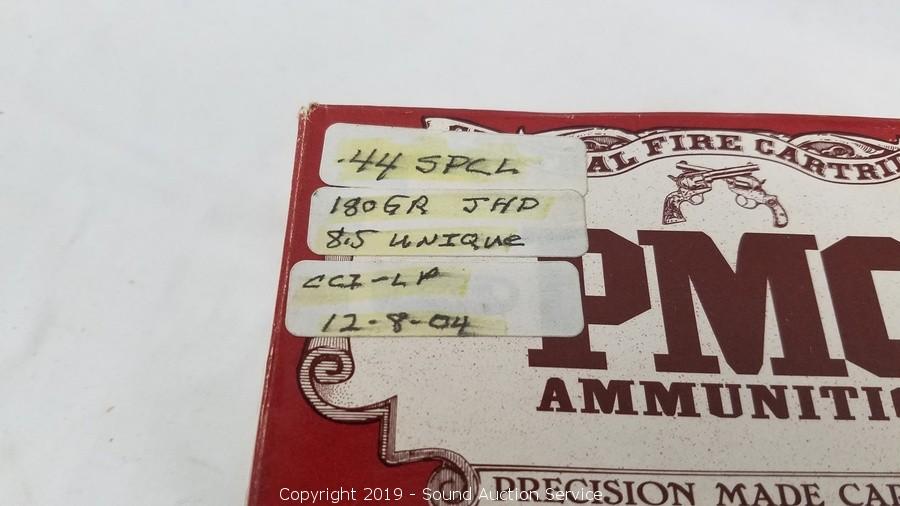 .44 SPCL
180GR JHP
8.5 UNIQUE
CCI-LP
12-8-04
AL FIRE CARTRI
PMC
AMMUNITI
PRECISION MADE CAR
Copyright 2019 - Sound Auction Service